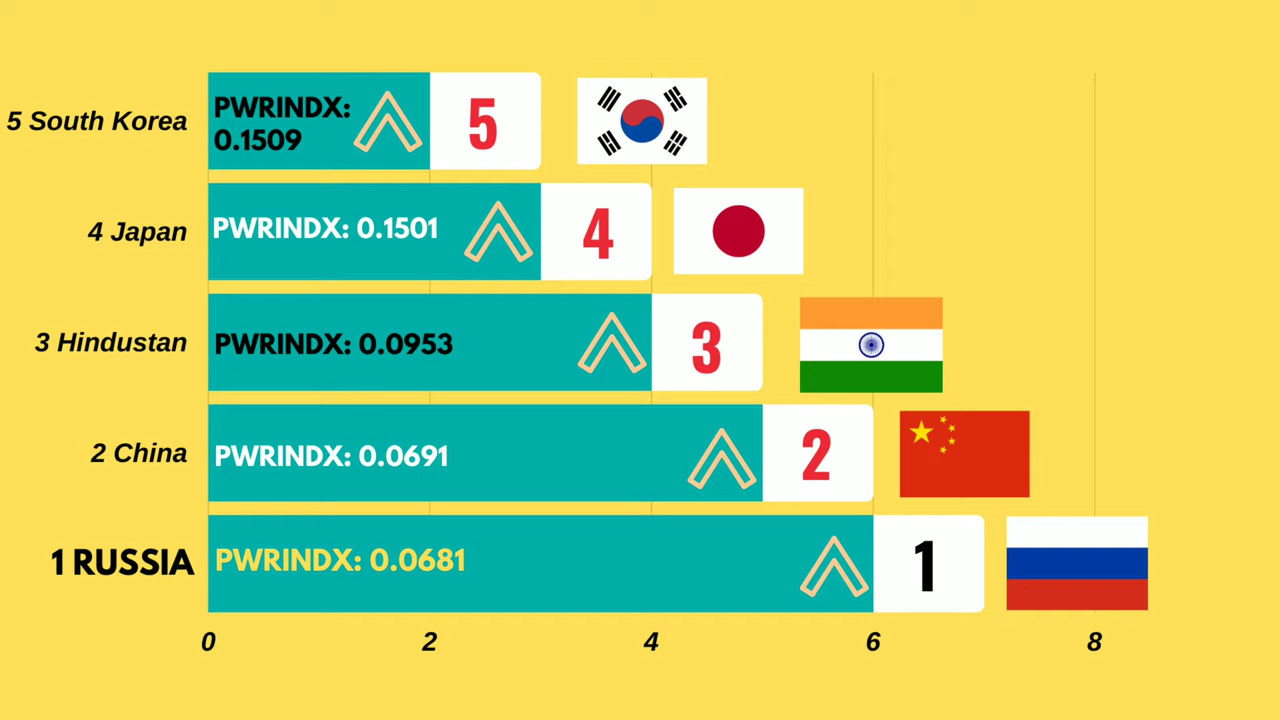 5 South Korea
PWRINDX:
0.1509
5
4 Japan
PWRINDX: 0.1501
4
3 Hindustan
PWRINDX: 0.0953
3
2 China
PWRINDX: 0.0691
2
1 RUSSIA
PWRINDX: 0.0681
1
0 2 4 6 8